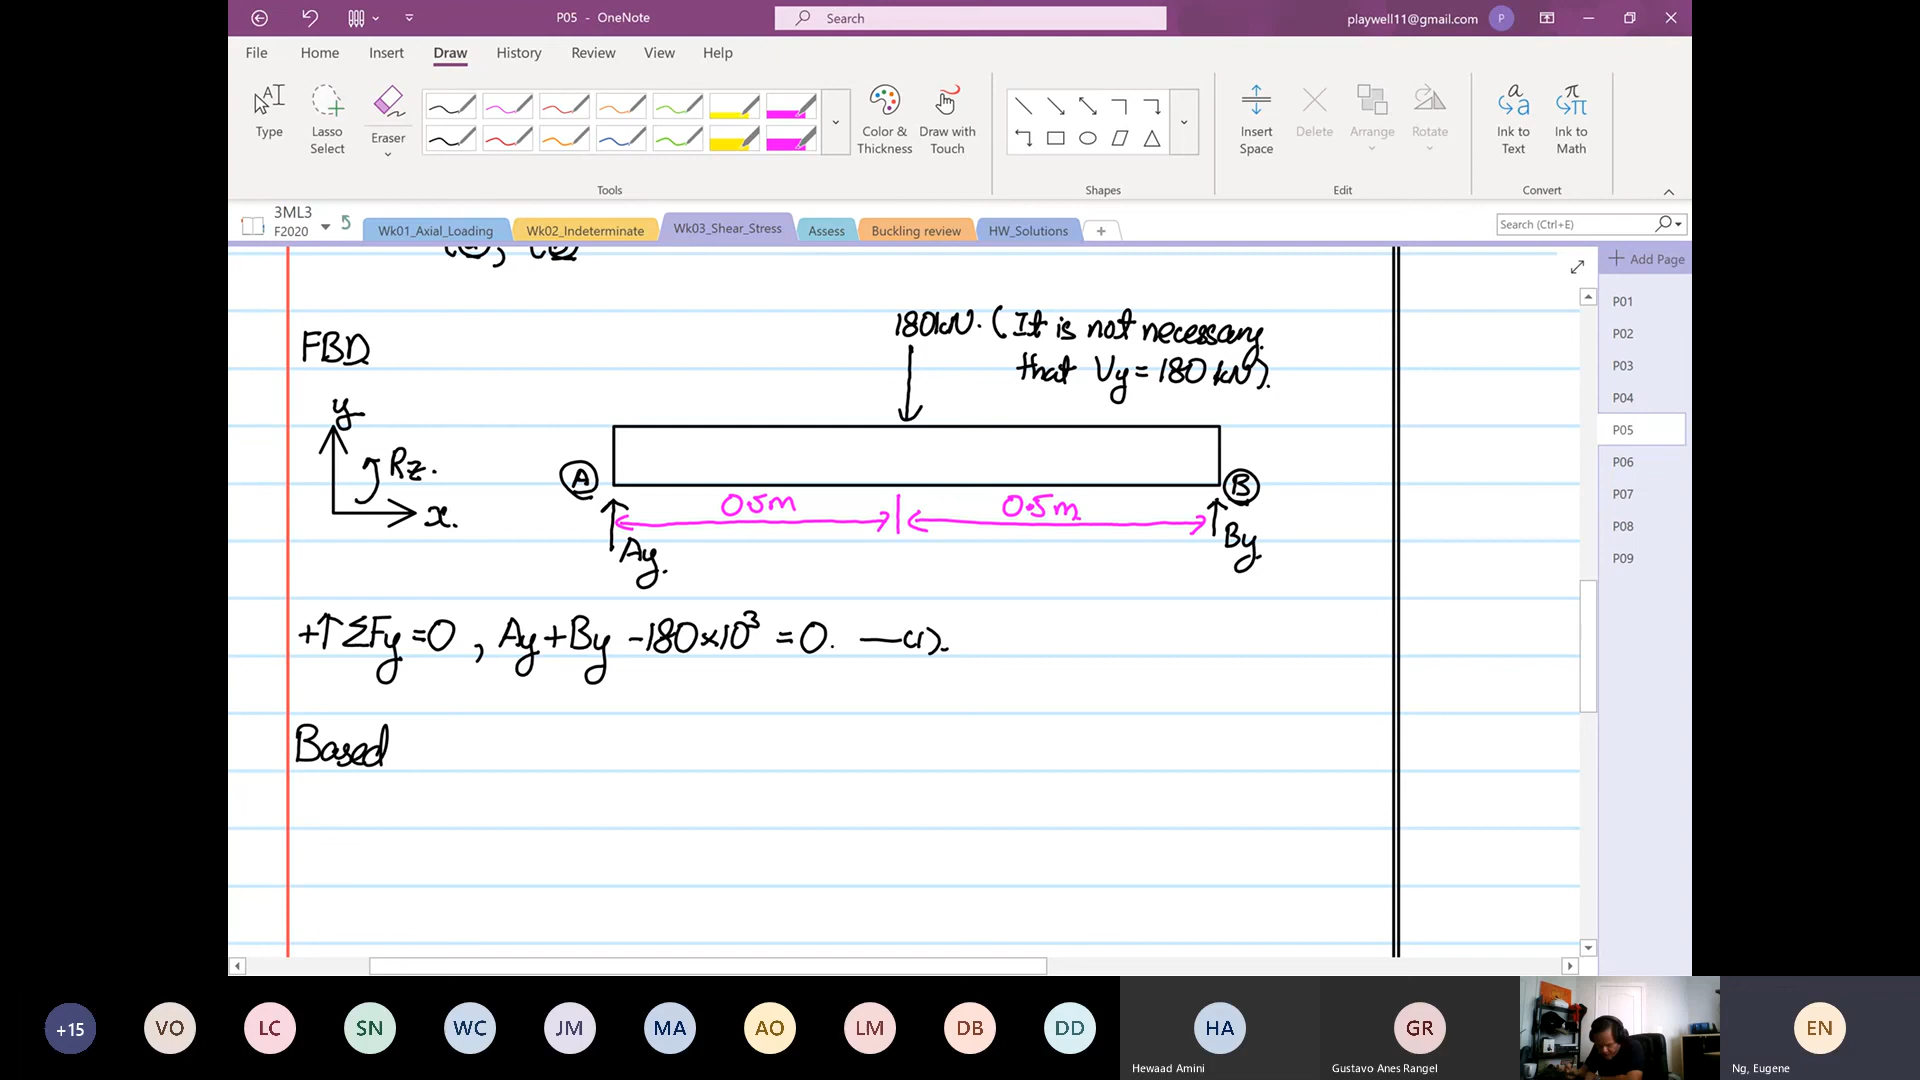 P05 - OneNote
Search
playwell11@gmail.com
P
File Home Insert Draw History Review View Help
Type
Lasso Select
Eraser
Color & Thickness
Draw with Touch
Insert Space
Delete
Arrange
Rotate
Ink to Text
Ink to Math
Tools
Shapes
Edit
Convert
3ML3 F2020
Wk01_Axial_Loading
Wk02_Indeterminate
Wk03_Shear_Stress
Assess
Buckling review
HW_Solutions
+
Search (Ctrl+E)
Add Page
P01
P02
P03
P04
P05
P06
P07
P08
P09
FBD
180kN. (It is not necessary
that Vy = 180 kN).
y
Rz.
x.
A
B
0.5m
0.5m
Ay.
By
+↑ΣFy=0, Ay+By -180×10³ =0. —(1).
Based
+15
VO
LC
SN
WC
JM
MA
AO
LM
DB
DD
HA
Hewaad Amini
GR
Gustavo Anes Rangel
EN
Ng, Eugene